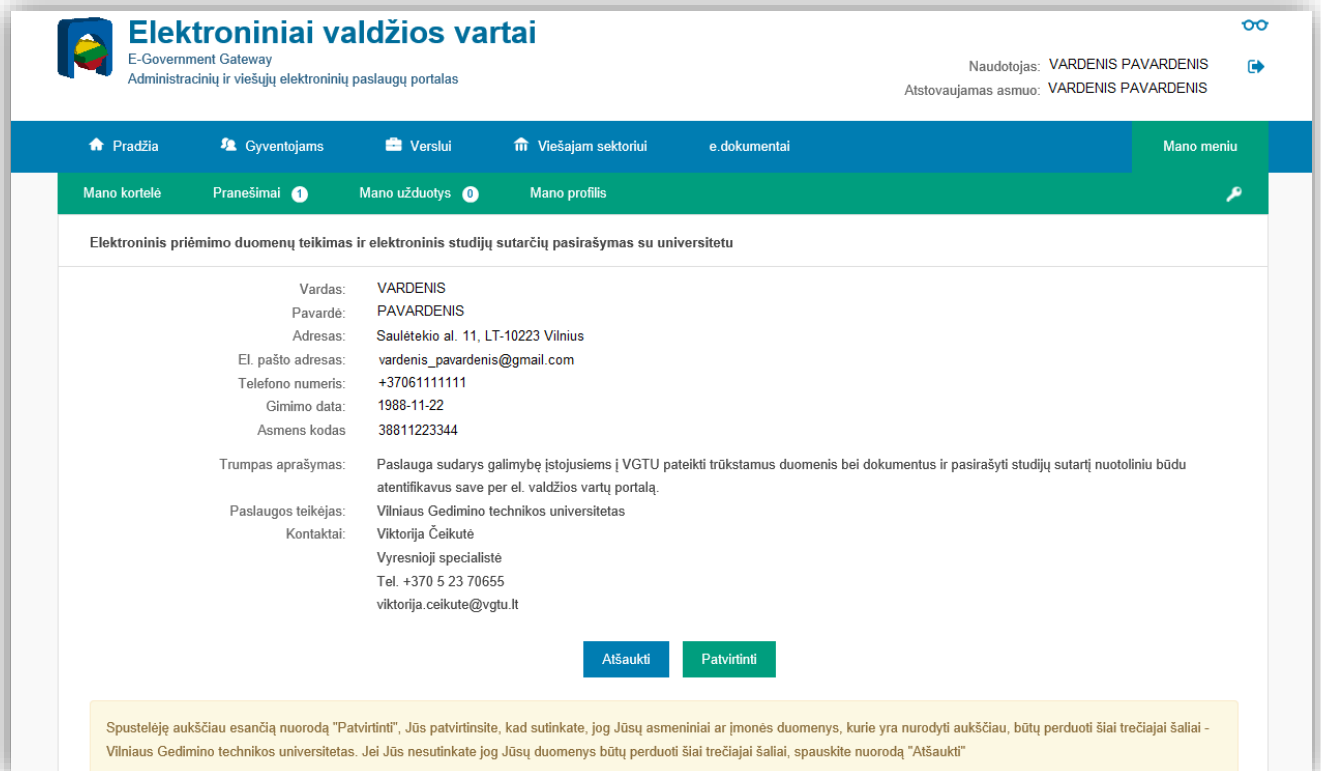 Elektroniniai valdžios vartai
E-Government Gateway
Administracinių ir viešųjų elektroninių paslaugų portalas
Naudotojas: VARDENIS PAVARDENIS
Atstovaujamas asmuo: VARDENIS PAVARDENIS
Pradžia Gyventojams Verslui Viešajam sektoriui e.dokumentai Mano meniu
Mano kortelė Pranešimai 1 Mano užduotys 0 Mano profilis
Elektroninis priėmimo duomenų teikimas ir elektroninis studijų sutarčių pasirašymas su universitetu
Vardas: VARDENIS
Pavardė: PAVARDENIS
Adresas: Saulėtekio al. 11, LT-10223 Vilnius
El. pašto adresas: vardenis_pavardenis@gmail.com
Telefono numeris: +37061111111
Gimimo data: 1988-11-22
Asmens kodas 38811223344
Trumpas aprašymas: Paslauga sudarys galimybę įstojusiems į VGTU pateikti trūkstamus duomenis bei dokumentus ir pasirašyti studijų sutartį nuotoliniu būdu
atentifikavus save per el. valdžios vartų portalą.
Paslaugos teikėjas: Vilniaus Gedimino technikos universitetas
Kontaktai: Viktorija Čeikutė
Vyresnioji specialistė
Tel. +370 5 23 70655
viktorija.ceikute@vgtu.lt
Atšaukti Patvirtinti
Spustelėję aukščiau esančią nuorodą "Patvirtinti", Jūs patvirtinsite, kad sutinkate, jog Jūsų asmeniniai ar įmonės duomenys, kurie yra nurodyti aukščiau, būtų perduoti šiai trečiajai šaliai -
Vilniaus Gedimino technikos universitetas. Jei Jūs nesutinkate jog Jūsų duomenys būtų perduoti šiai trečiajai šaliai, spauskite nuorodą "Atšaukti"